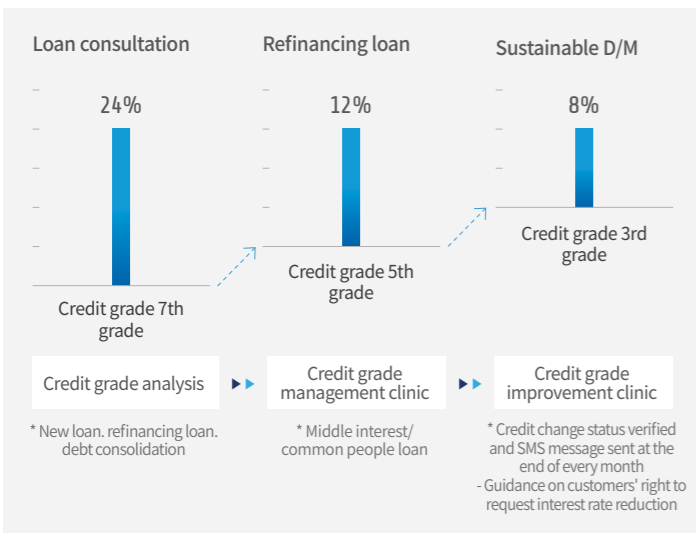 Loan consultation
24%
Credit grade 7th
grade
Refinancing loan
12%
Credit grade 5th
grade
Sustainable D/M
8%
Credit grade 3rd
grade
Credit grade analysis
* New loan. refinancing loan.
debt consolidation
Credit grade
management clinic
* Middle interest/
common people loan
Credit grade
improvement clinic
* Credit change status verified
and SMS message sent at the
end of every month
- Guidance on customers' right to
request interest rate reduction